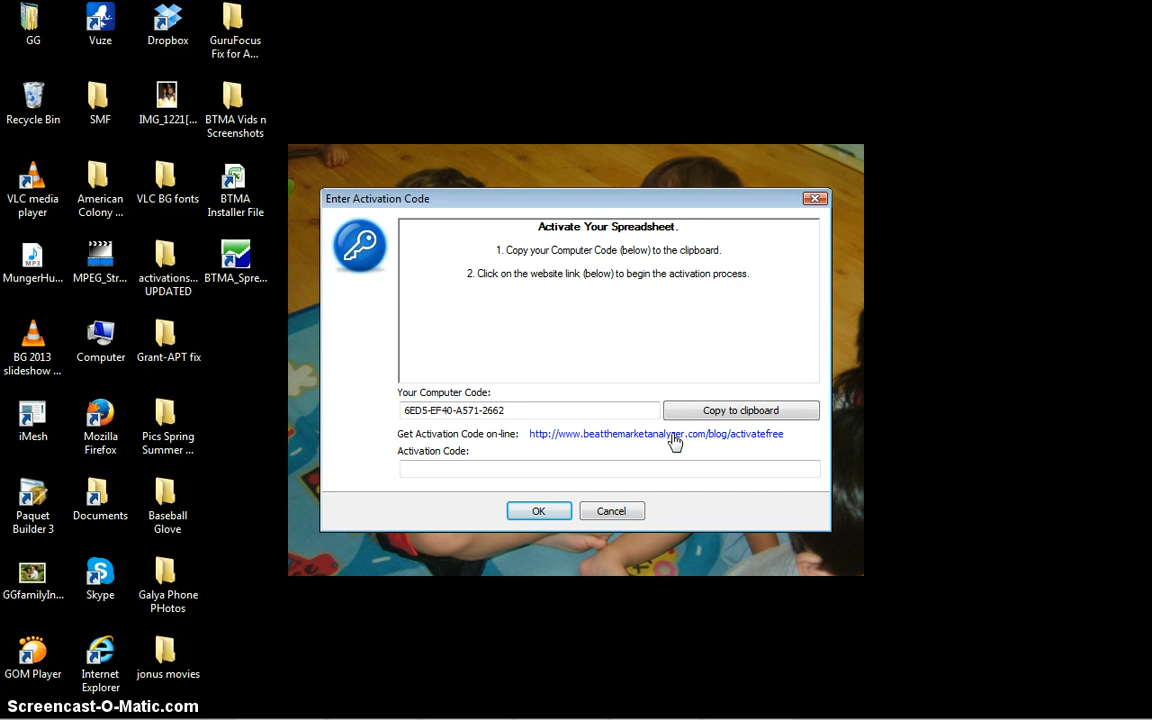 GG
Vuze
Dropbox
GuruFocus
Fix for A...
Recycle Bin
SMF
IMG_1221[...
BTMA Vids n
Screenshots
VLC media
player
American
Colony ...
VLC BG fonts
BTMA
Installer File
MungerHu...
MPEG_Str...
activations...
UPDATED
BTMA_Spre...
BG 2013
slideshow ...
Computer
Grant-APT fix
iMesh
Mozilla
Firefox
Pics Spring
Summer ...
Paquet
Builder 3
Documents
Baseball
Glove
GGfamilyIn...
Skype
Galya Phone
PHotos
GOM Player
Internet
Explorer
jonus movies
Enter Activation Code
Activate Your Spreadsheet.
1. Copy your Computer Code (below) to the clipboard.
2. Click on the website link (below) to begin the activation process.
Your Computer Code:
6ED5-EF40-A571-2662
Copy to clipboard
Get Activation Code on-line: http://www.beatthemarketanalyzer.com/blog/activatefree
Activation Code:
OK
Cancel
Screencast-O-Matic.com